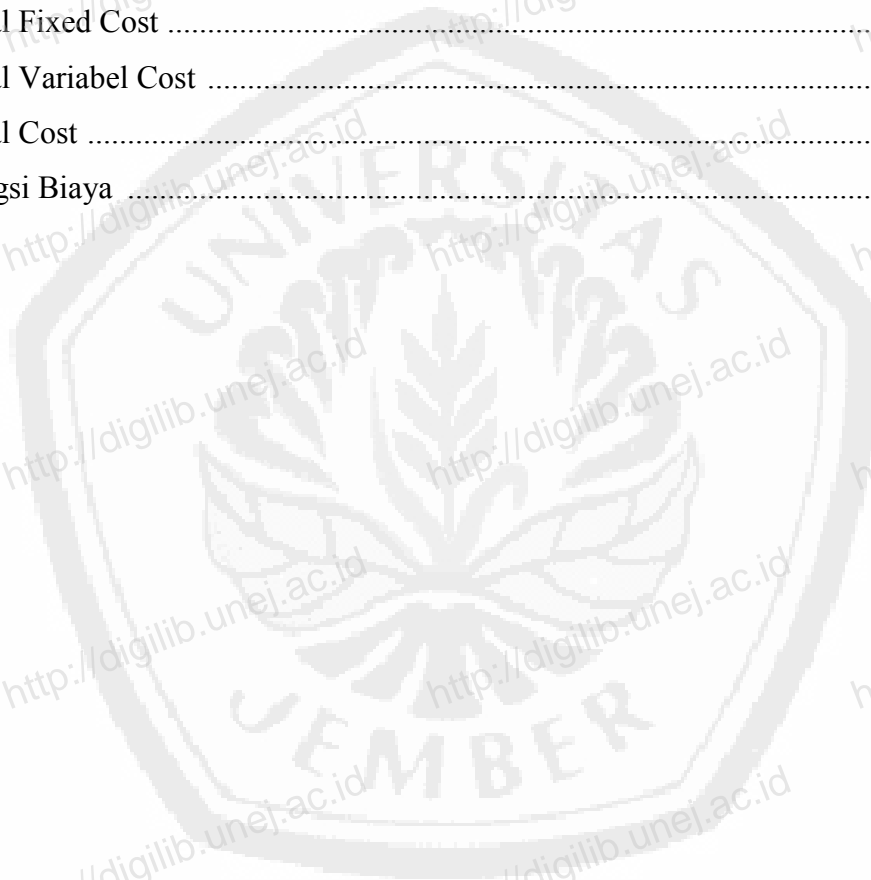 http://digilib.unej.ac.id
l Fixed Cost ..........................................................................................
l Variabel Cost .....................................................................................
l Cost ....................................................................................................
gsi Biaya ...............................................................................................
UNIVERSITAS
http://digilib.unej.ac.id
http://digilib.unej.ac.id
http://digilib.unej.ac.id
http://digilib.unej.ac.id
http://digilib.unej.ac.id
http://digilib.unej.ac.id
JEMBER
//digilib.unej.ac.id
//digilib.unej.ac.id